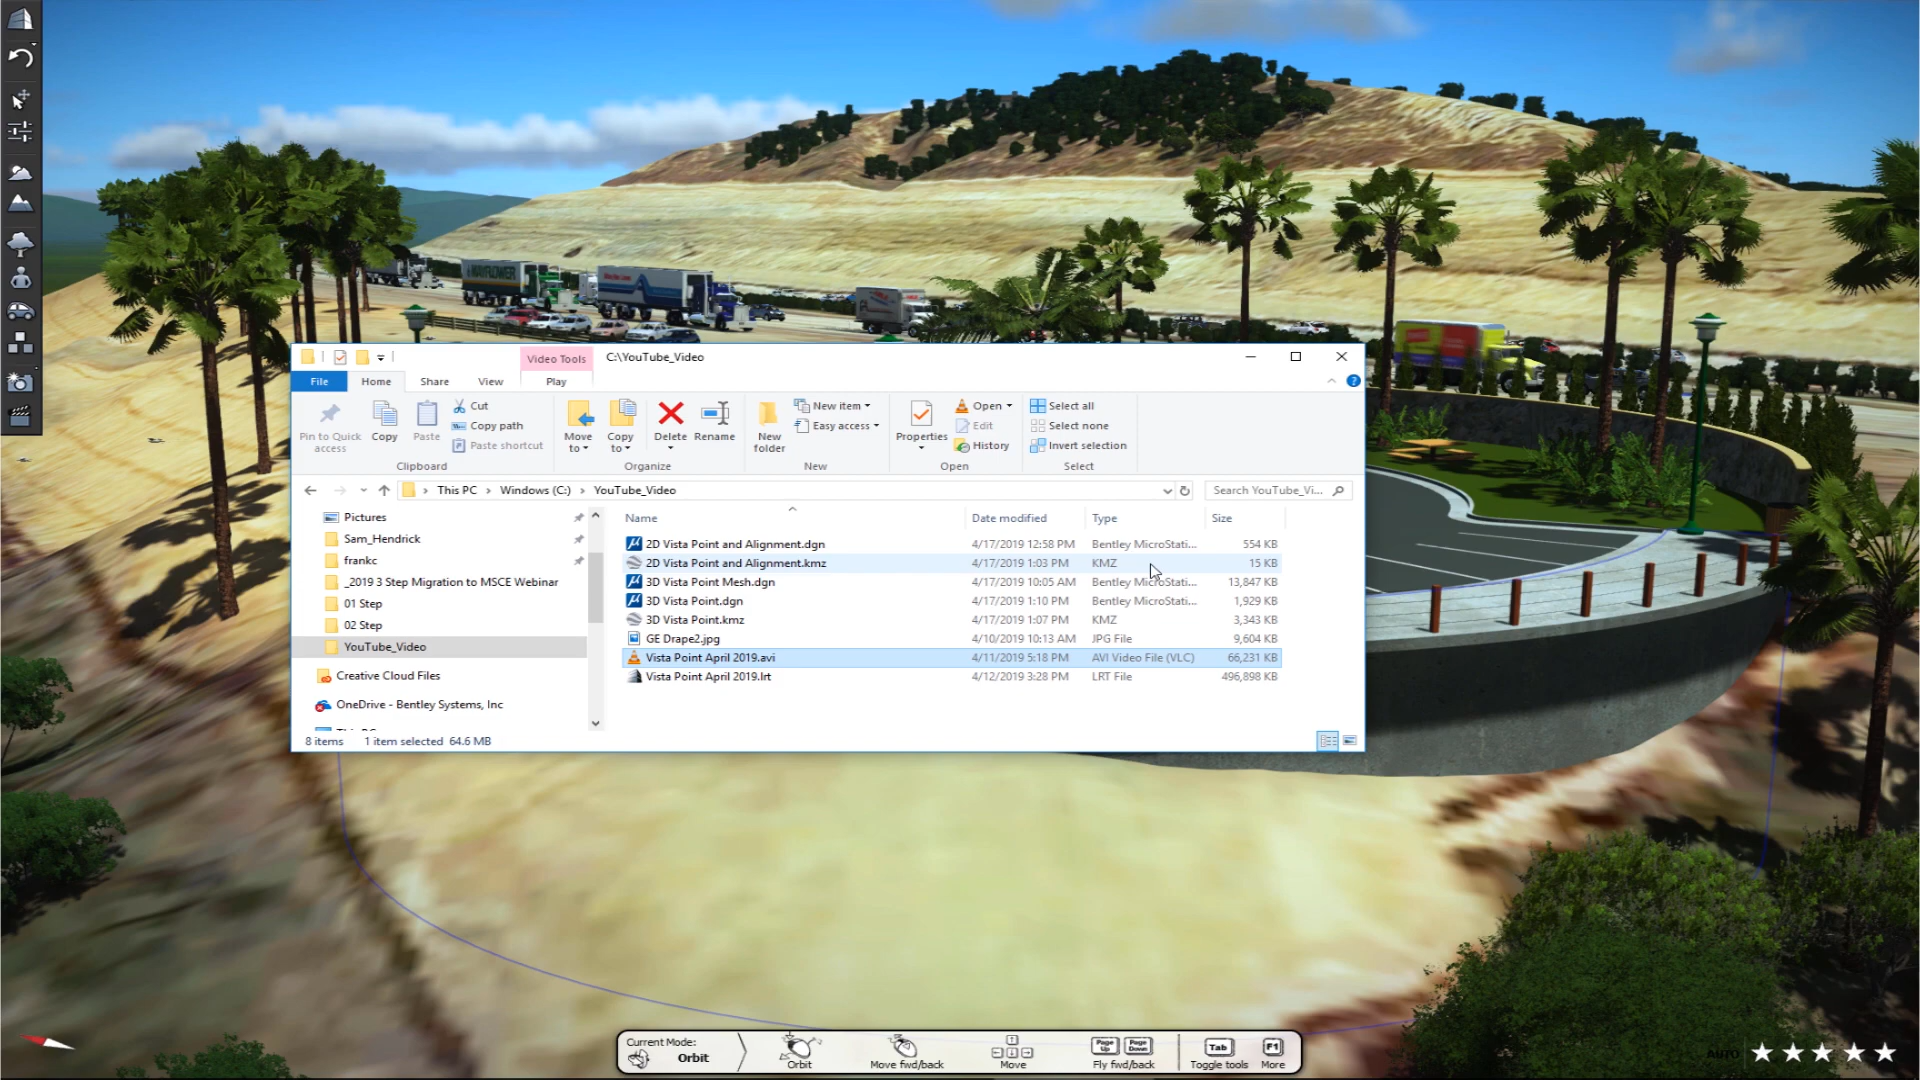 MAYFLOWER
Video Tools
C:\YouTube_Video
File
Home
Share
View
Play
Pin to Quick access
Copy
Paste
Cut
Copy path
Paste shortcut
Clipboard
Move to
Copy to
Delete
Rename
Organize
New folder
New item
Easy access
New
Properties
Open
Edit
History
Open
Select all
Select none
Invert selection
Select
This PC > Windows (C:) > YouTube_Video
Search YouTube_Vi...
Pictures
Sam_Hendrick
frankc
_2019 3 Step Migration to MSCE Webinar
01 Step
02 Step
YouTube_Video
Creative Cloud Files
OneDrive - Bentley Systems, Inc
Name Date modified Type Size
2D Vista Point and Alignment.dgn 4/17/2019 12:58 PM Bentley MicroStati... 554 KB
2D Vista Point and Alignment.kmz 4/17/2019 1:03 PM KMZ 15 KB
3D Vista Point Mesh.dgn 4/17/2019 10:05 AM Bentley MicroStati... 13,847 KB
3D Vista Point.dgn 4/17/2019 1:10 PM Bentley MicroStati... 1,929 KB
3D Vista Point.kmz 4/17/2019 1:07 PM KMZ 3,343 KB
GE Drape2.jpg 4/10/2019 10:13 AM JPG File 9,604 KB
Vista Point April 2019.avi 4/11/2019 5:18 PM AVI Video File (VLC) 66,231 KB
Vista Point April 2019.lrt 4/12/2019 3:28 PM LRT File 496,898 KB
8 items 1 item selected 64.6 MB
Current Mode:
Orbit
Orbit
Move fwd/back
Move
Page Up
Page Down
Fly fwd/back
Tab
Toggle tools
F1
More
AUTO